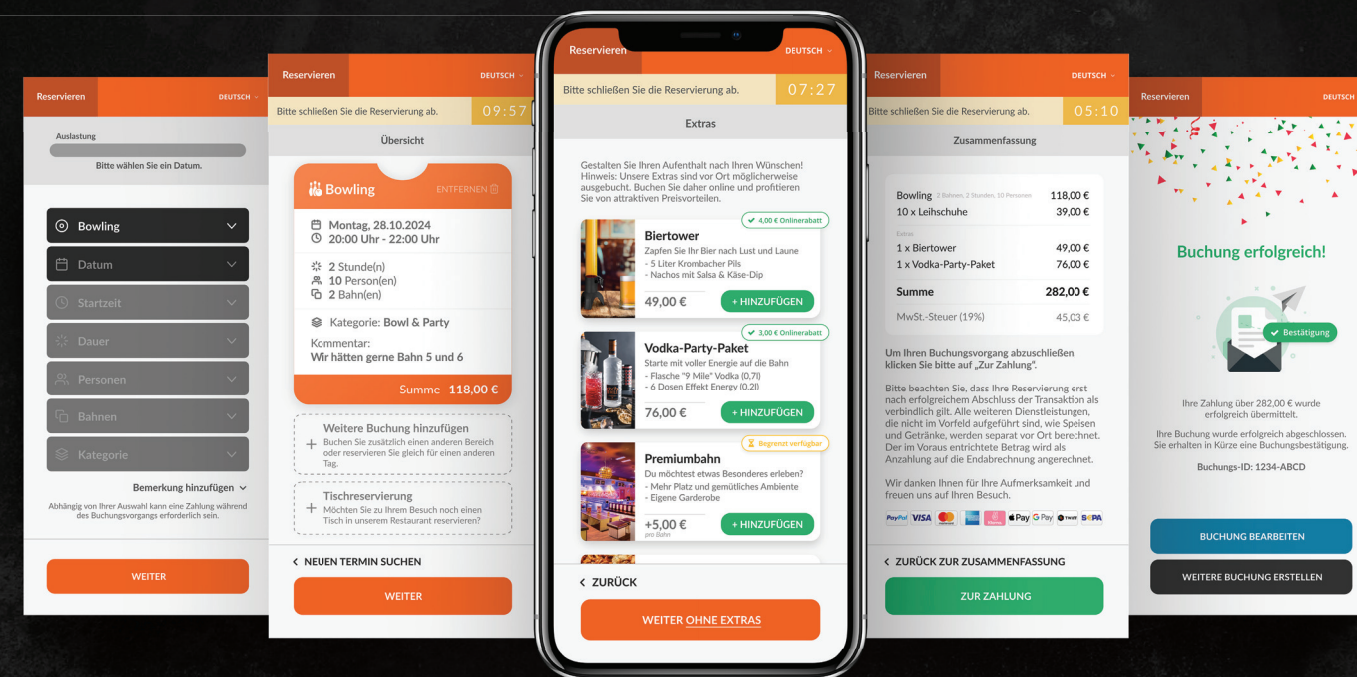 Reservieren
DEUTSCH
Auslastung
Bitte wählen Sie ein Datum.
Bowling
Datum
Startzeit
Dauer
Personen
Bahnen
Kategorie
Bemerkung hinzufügen
Abhängig von Ihrer Auswahl kann eine Zahlung während
des Buchungsvorgangs erforderlich sein.
WEITER
Reservieren
DEUTSCH
Bitte schließen Sie die Reservierung ab.
09:57
Übersicht
Bowling
ENTFERNEN
Montag, 28.10.2024
20:00 Uhr - 22:00 Uhr
2 Stunde(n)
10 Person(en)
2 Bahn(en)
Kategorie: Bowl & Party
Kommentar:
Wir hätten gerne Bahn 5 und 6
Summe 118,00 €
Weitere Buchung hinzufügen
+ Buchen Sie zusätzlich einen anderen Bereich
oder reservieren Sie gleich für einen anderen
Tag.
Tischreservierung
+ Möchten Sie zu Ihrem Besuch noch einen
Tisch in unserem Restaurant reservieren?
< NEUEN TERMIN SUCHEN
WEITER
Reservieren
DEUTSCH
Bitte schließen Sie die Reservierung ab.
07:27
Extras
Gestalten Sie Ihren Aufenthalt nach Ihren Wünschen!
Hinweis: Unsere Extras sind vor Ort möglicherweise
ausgebucht. Buchen Sie daher online und profitieren
Sie von attraktiven Preisvorteilen.
4,00 € Onlinerabatt
Biertower
Zapfen Sie Ihr Bier nach Lust und Laune
- 5 Liter Krombacher Pils
- Nachos mit Salsa & Käse-Dip
49,00 €
+ HINZUFÜGEN
3,00 € Onlinerabatt
Vodka-Party-Paket
Starte mit voller Energie auf die Bahn
- Flasche "9 Mile" Vodka (0,7l)
- 6 Dosen Effekt Energy (0,2l)
76,00 €
+ HINZUFÜGEN
Begrenzt verfügbar
Premiumbahn
Du möchtest etwas Besonderes erleben?
- Mehr Platz und gemütliches Ambiente
- Eigene Garderobe
+5,00 €
pro Bahn
+ HINZUFÜGEN
< ZURÜCK
WEITER OHNE EXTRAS
Reservieren
DEUTSCH
Bitte schließen Sie die Reservierung ab.
05:10
Zusammenfassung
Bowling 2 Bahnen, 2 Stunden, 10 Personen 118,00 €
10 x Leihschuhe 39,00 €
Extras
1 x Biertower 49,00 €
1 x Vodka-Party-Paket 76,00 €
Summe 282,00 €
MwSt.-Steuer (19%) 45,03 €
Um Ihren Buchungsvorgang abzuschließen
klicken Sie bitte auf „Zur Zahlung".
Bitte beachten Sie, dass Ihre Reservierung erst
nach erfolgreichem Abschluss der Transaktion als
verbindlich gilt. Alle weiteren Dienstleistungen,
die nicht im Vorfeld aufgeführt sind, wie Speisen
und Getränke, werden separat vor Ort berechnet.
Der im Voraus entrichtete Betrag wird als
Anzahlung auf die Endabrechnung angerechnet.
Wir danken Ihnen für Ihre Aufmerksamkeit und
freuen uns auf Ihren Besuch.
PayPal VISA Klarna Pay G Pay TWINT SEPA
< ZURÜCK ZUR ZUSAMMENFASSUNG
ZUR ZAHLUNG
Reservieren
DEUTSCH
Buchung erfolgreich!
Bestätigung
Ihre Zahlung über 282,00 € wurde
erfolgreich übermittelt.
Ihre Buchung wurde erfolgreich abgeschlossen.
Sie erhalten in Kürze eine Buchungsbestätigung.
Buchungs-ID: 1234-ABCD
BUCHUNG BEARBEITEN
WEITERE BUCHUNG ERSTELLEN